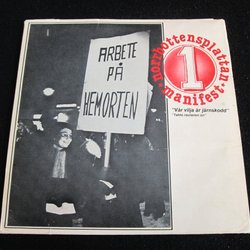 ARBETE
PÅ
HEMORTEN
norrbottensplattan
1
manifest
"Vår vilja är järnskodd"